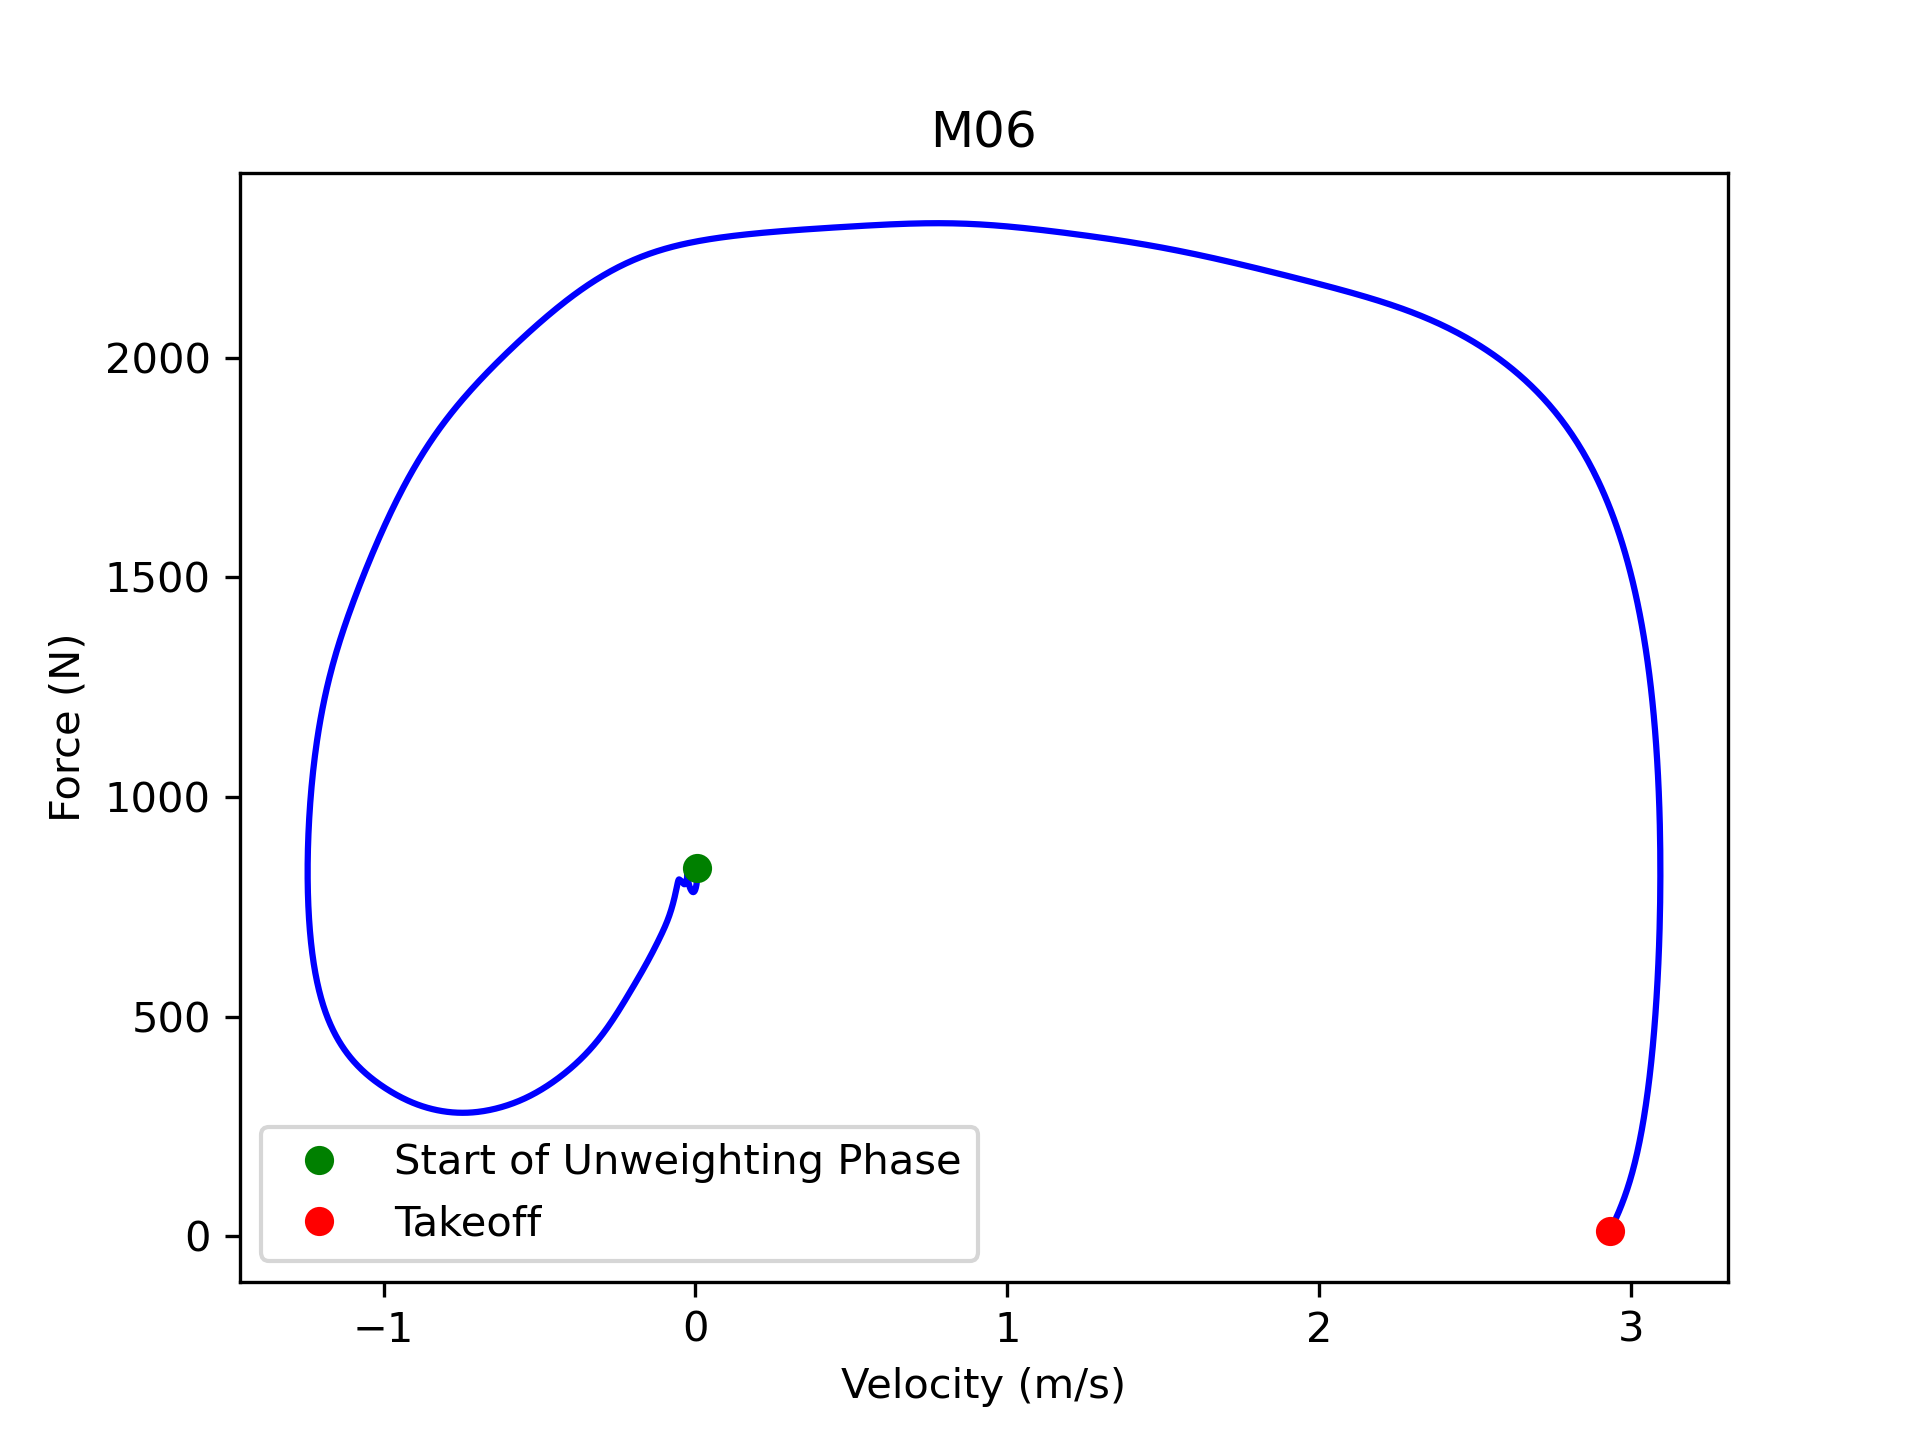 M06
Force (N)
2000
1500
1000
500
0
Start of Unweighting Phase
Takeoff
−1 0 1 2 3
Velocity (m/s)